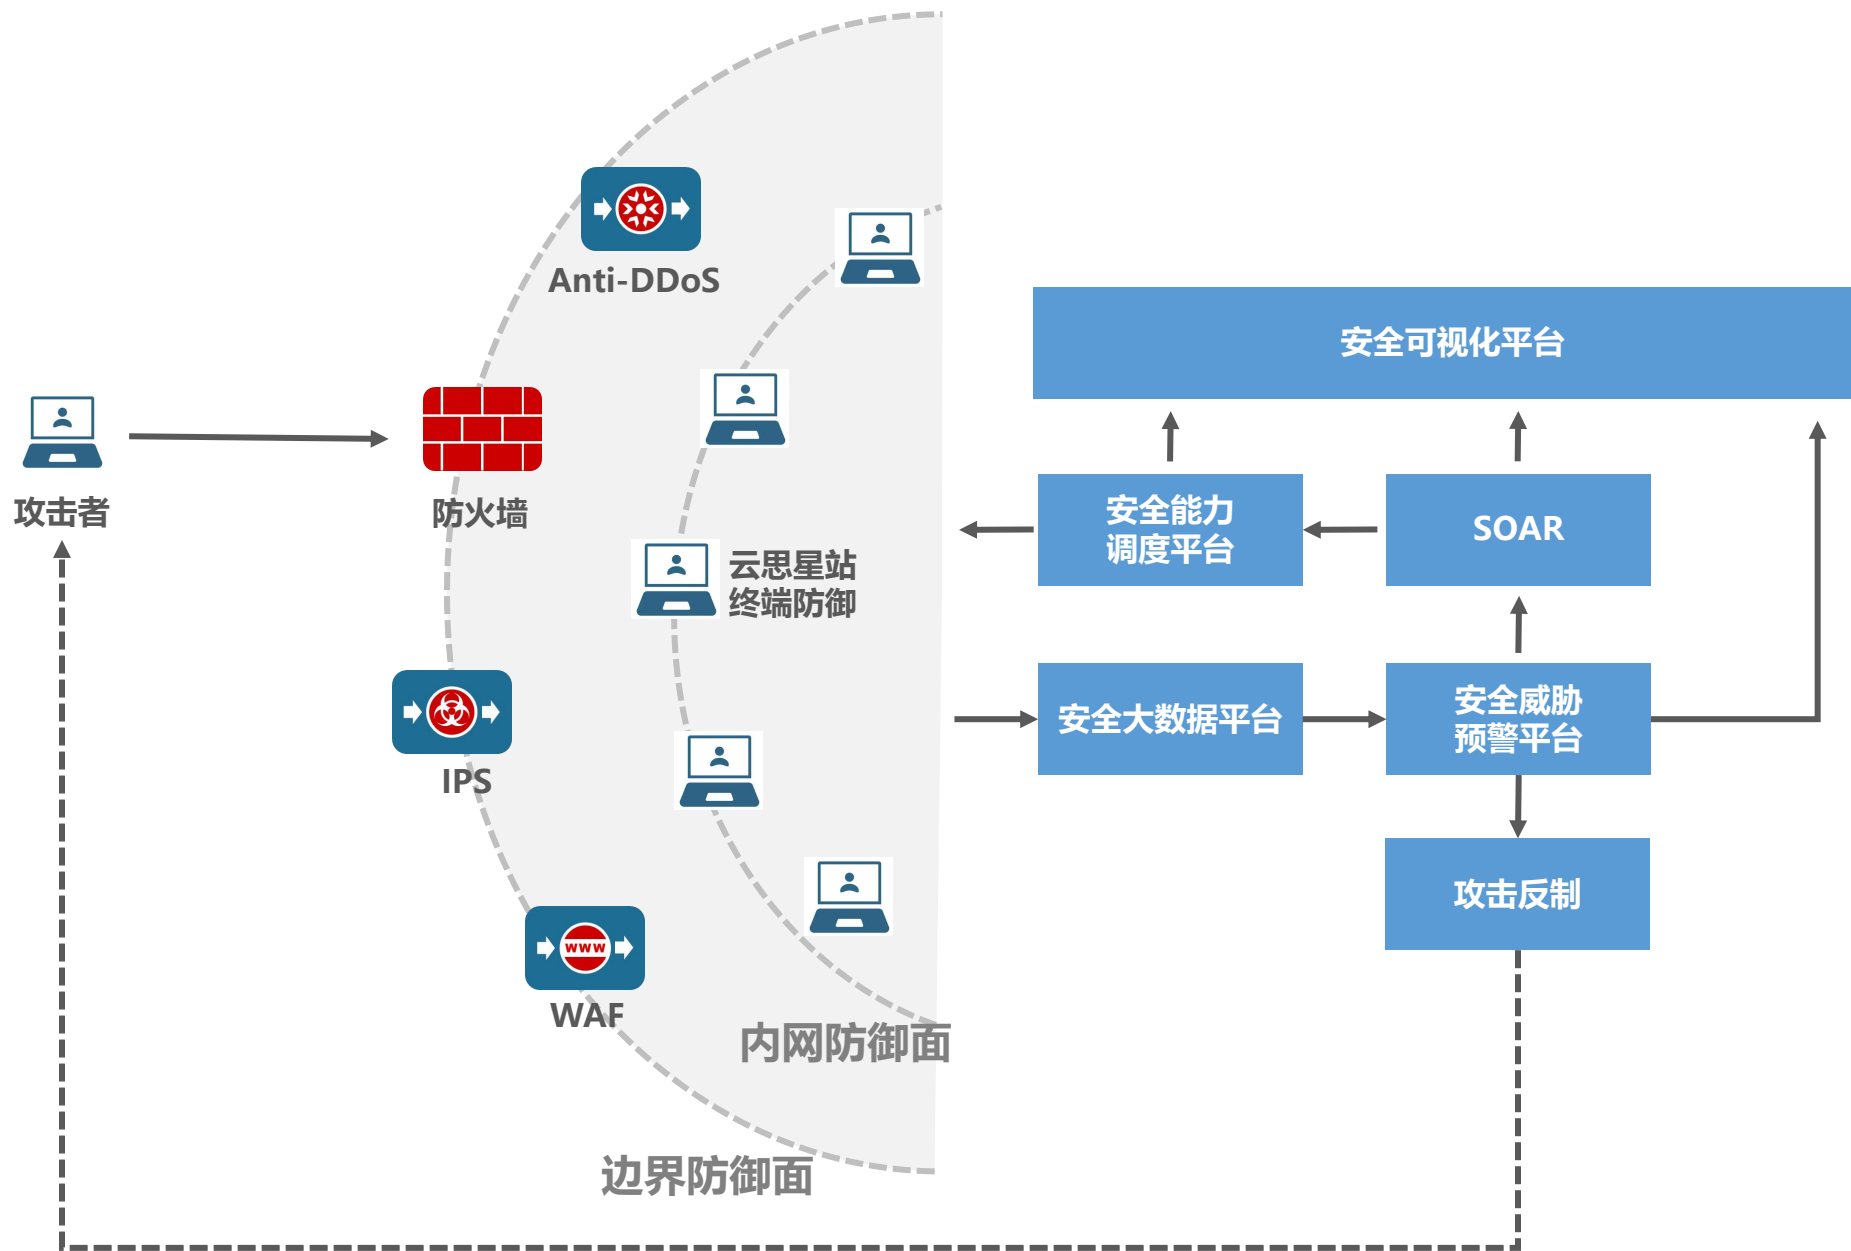 Anti-DDoS
安全可视化平台
攻击者
防火墙
安全能力
调度平台
SOAR
云思星站
终端防御
安全大数据平台
安全威胁
预警平台
IPS
攻击反制
www
WAF
内网防御面
边界防御面